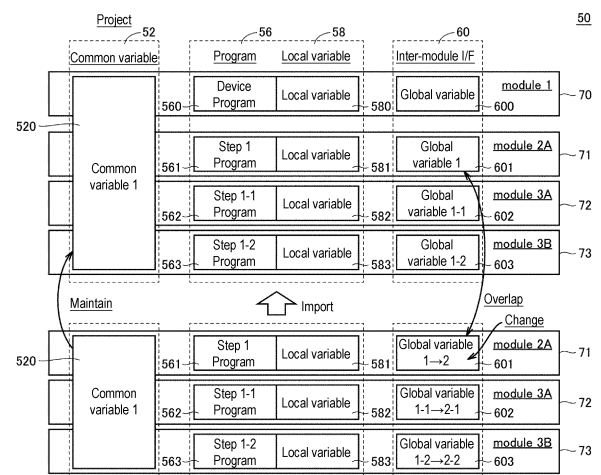 Project
50
52
56
58
60
Common variable
Program
Local variable
Inter-module I/F
module 1
70
Device
Program
Local variable
Global variable
560
580
600
520
Common
variable 1
module 2A
71
Step 1
Program
Local variable
Global
variable 1
561
581
601
module 3A
72
Step 1-1
Program
Local variable
Global
variable 1-1
562
582
602
module 3B
73
Step 1-2
Program
Local variable
Global
variable 1-2
563
583
603
Maintain
Import
Overlap
Change
520
Common
variable 1
module 2A
71
Step 1
Program
Local variable
Global variable
1→2
561
581
601
module 3A
72
Step 1-1
Program
Local variable
Global variable
1-1→2-1
562
582
602
module 3B
73
Step 1-2
Program
Local variable
Global variable
1-2→2-2
563
583
603